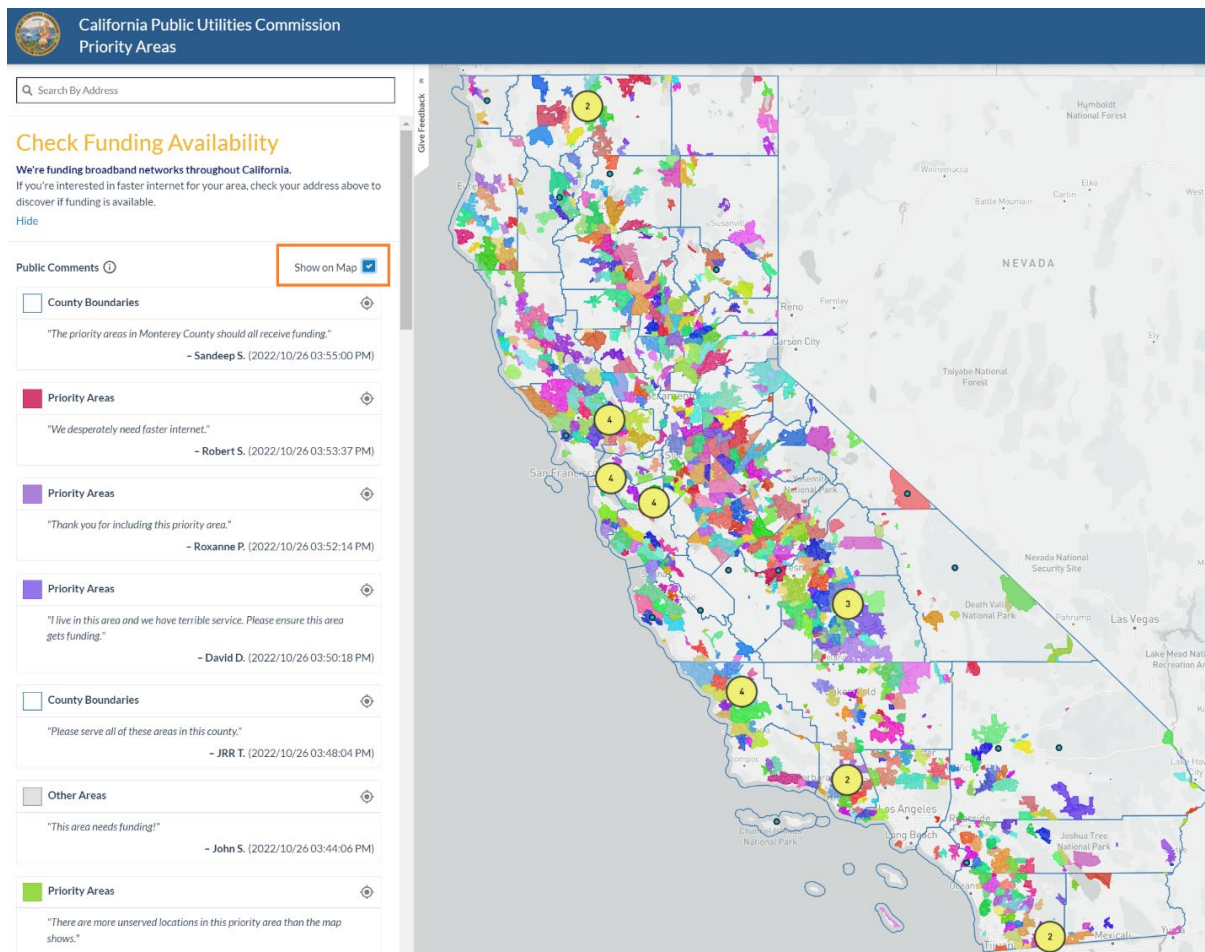 California Public Utilities Commission
Priority Areas
Search By Address
Check Funding Availability
We're funding broadband networks throughout California.
If you're interested in faster internet for your area, check your address above to
discover if funding is available.
Hide
Public Comments
Show on Map
County Boundaries
"The priority areas in Monterey County should all receive funding."
– Sandeep S. (2022/10/26 03:55:00 PM)
Priority Areas
"We desperately need faster internet."
– Robert S. (2022/10/26 03:53:37 PM)
Priority Areas
"Thank you for including this priority area."
– Roxanne P. (2022/10/26 03:52:14 PM)
Priority Areas
"I live in this area and we have terrible service. Please ensure this area
gets funding."
– David D. (2022/10/26 03:50:18 PM)
County Boundaries
"Please serve all of these areas in this county."
– JRR T. (2022/10/26 03:48:04 PM)
Other Areas
"This area needs funding!"
– John S. (2022/10/26 03:44:06 PM)
Priority Areas
"There are more unserved locations in this priority area than the map
shows."
Give Feedback
2
Humboldt
National Forest
Winnemucca
Elko
Carlin
West
Battle Mountain
Susanville
NEVADA
Reno
Fernley
Carson City
Ely
Toiyabe National
Forest
Sacramento
4
San Francisco
4
4
Yosemite
National Park
Nevada National
Security Site
3
Death Valley
National Park
Pahrump
Las Vegas
Lake Mead Nat
Recreation Ar
4
2
Los Angeles
Long Beach
Riverside
Channel Islands
National Park
Joshua Tree
National Park
2
Tijuana
Mexicali